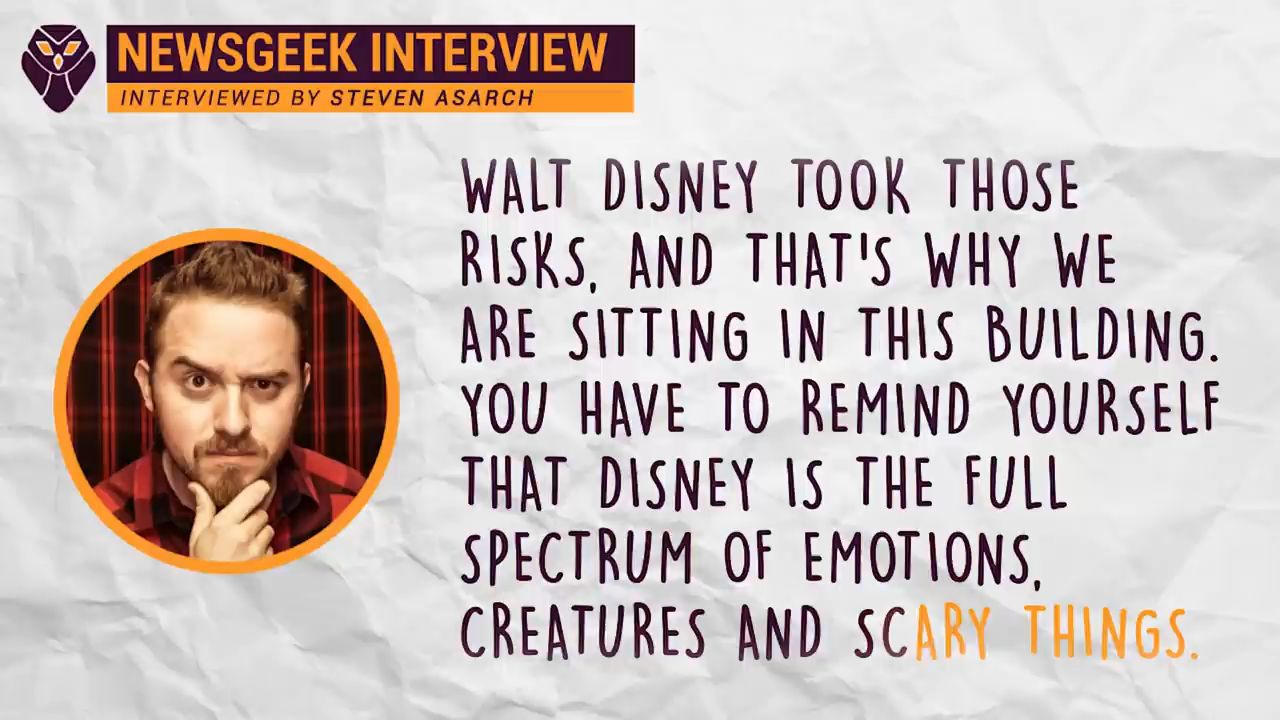 NEWSGEEK INTERVIEW
INTERVIEWED BY STEVEN ASARCH
WALT DISNEY TOOK THOSE
RISKS, AND THAT'S WHY WE
ARE SITTING IN THIS BUILDING.
YOU HAVE TO REMIND YOURSELF
THAT DISNEY IS THE FULL
SPECTRUM OF EMOTIONS,
CREATURES AND SCARY THINGS.